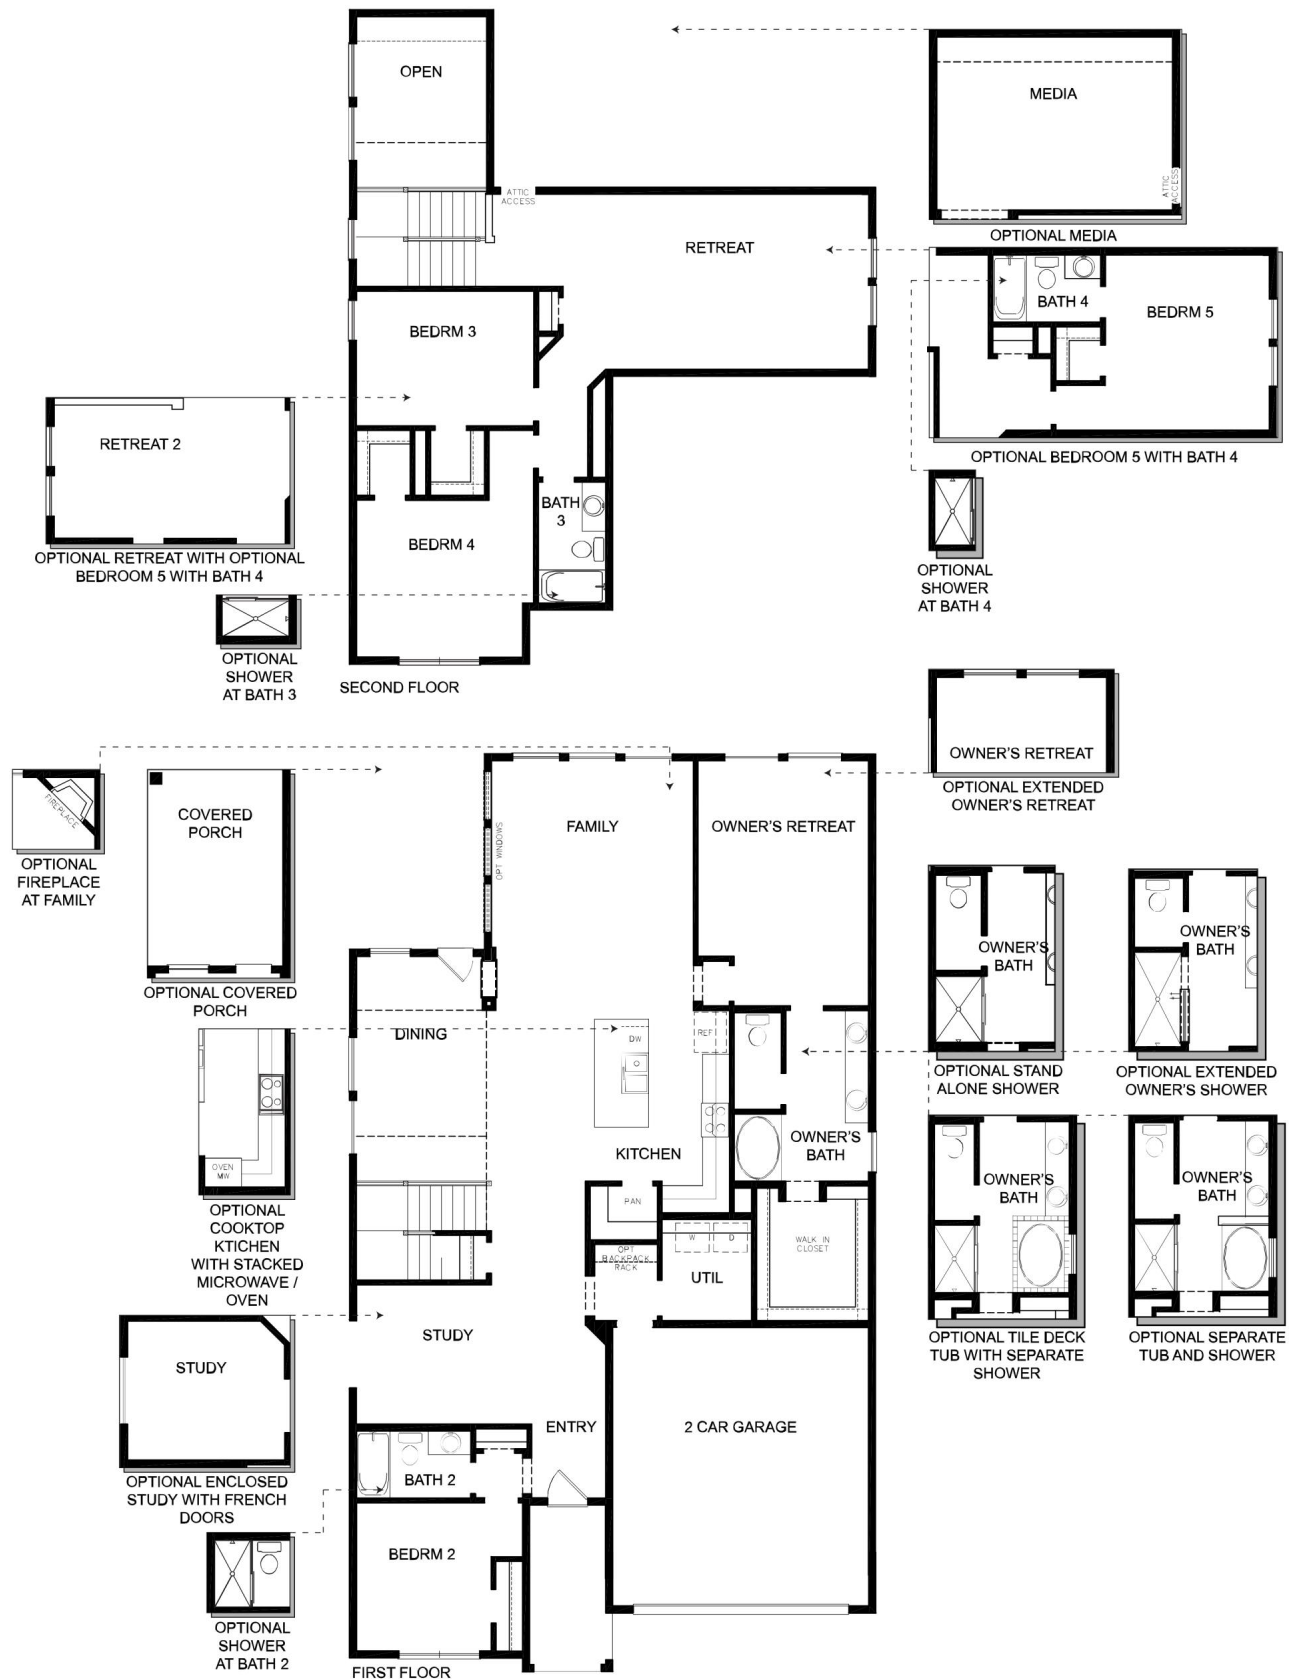 OPEN
MEDIA
ATTIC
ACCESS
OPTIONAL MEDIA
ATTIC
ACCESS
RETREAT
BATH 4
BEDRM 5
OPTIONAL BEDROOM 5 WITH BATH 4
BEDRM 3
RETREAT 2
OPTIONAL RETREAT WITH OPTIONAL
BEDROOM 5 WITH BATH 4
BATH
3
BEDRM 4
OPTIONAL
SHOWER
AT BATH 4
OPTIONAL
SHOWER
AT BATH 3
SECOND FLOOR
OWNER'S RETREAT
OPTIONAL EXTENDED
OWNER'S RETREAT
FIREPLACE
OPTIONAL
FIREPLACE
AT FAMILY
COVERED
PORCH
OPTIONAL COVERED
PORCH
FAMILY
OPT WINDOWS
OWNER'S RETREAT
OWNER'S
BATH
OPTIONAL STAND
ALONE SHOWER
OWNER'S
BATH
OPTIONAL EXTENDED
OWNER'S SHOWER
DINING
DW
REF
KITCHEN
OWNER'S
BATH
OVEN
MW
OPTIONAL
COOKTOP
KTICHEN
WITH STACKED
MICROWAVE /
OVEN
OWNER'S
BATH
OPTIONAL TILE DECK
TUB WITH SEPARATE
SHOWER
OWNER'S
BATH
OPTIONAL SEPARATE
TUB AND SHOWER
PAN
OPT
BACKPACK
RACK
W
D
UTIL
WALK IN
CLOSET
STUDY
STUDY
OPTIONAL ENCLOSED
STUDY WITH FRENCH
DOORS
ENTRY
2 CAR GARAGE
BATH 2
BEDRM 2
OPTIONAL
SHOWER
AT BATH 2
FIRST FLOOR